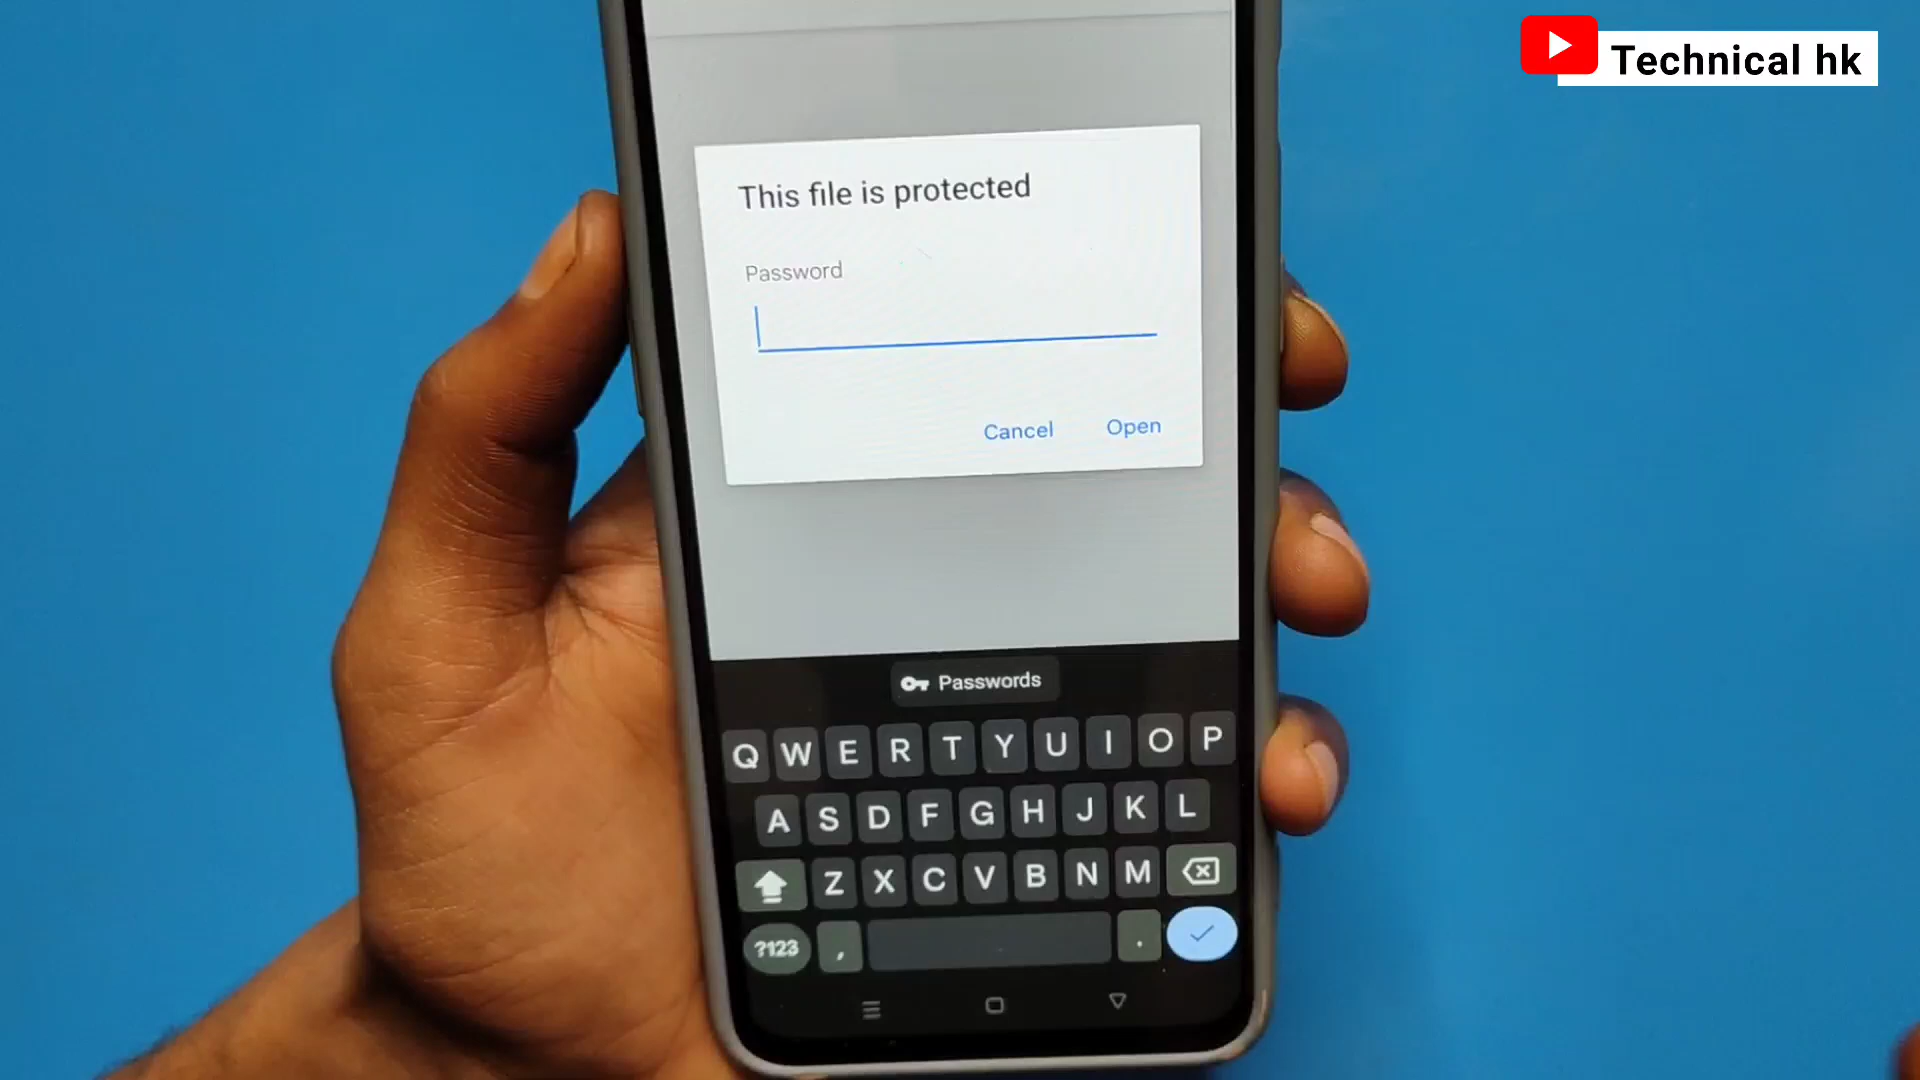 Technical hk
This file is protected
Password
Cancel Open
Passwords
Q W E R T Y U I O P
A S D F G H J K L
Z X C V B N M
?123 , .